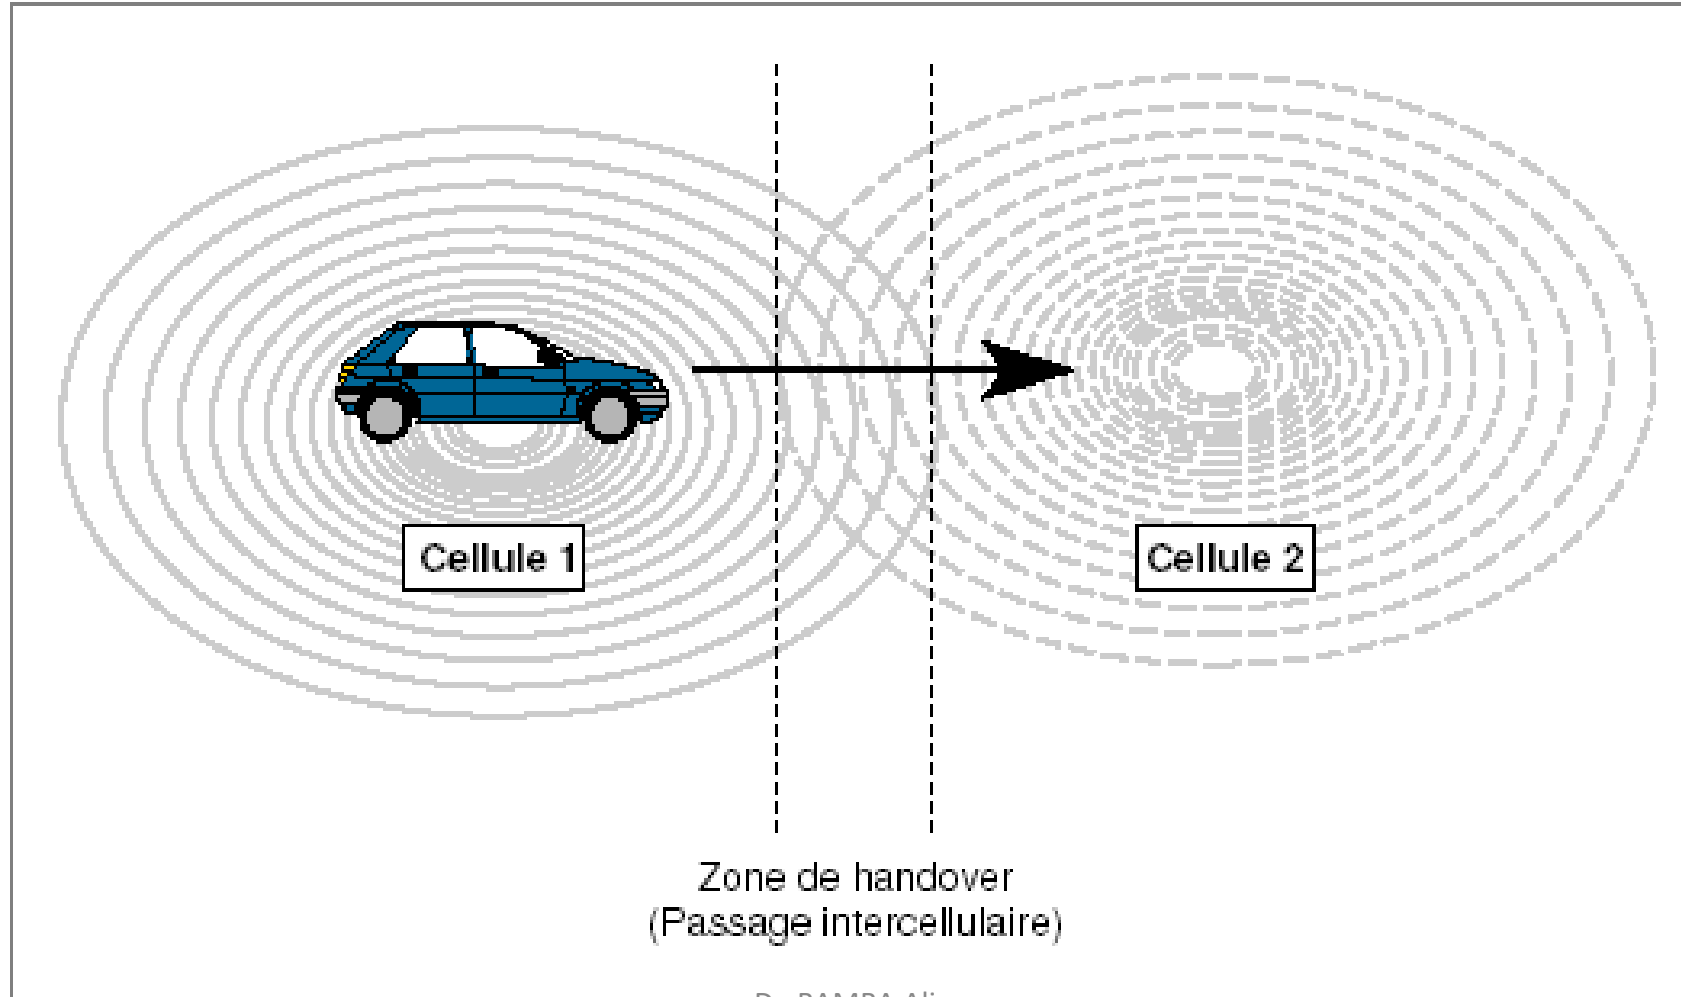 Cellule 1
Cellule 2
Zone de handover
(Passage intercellulaire)